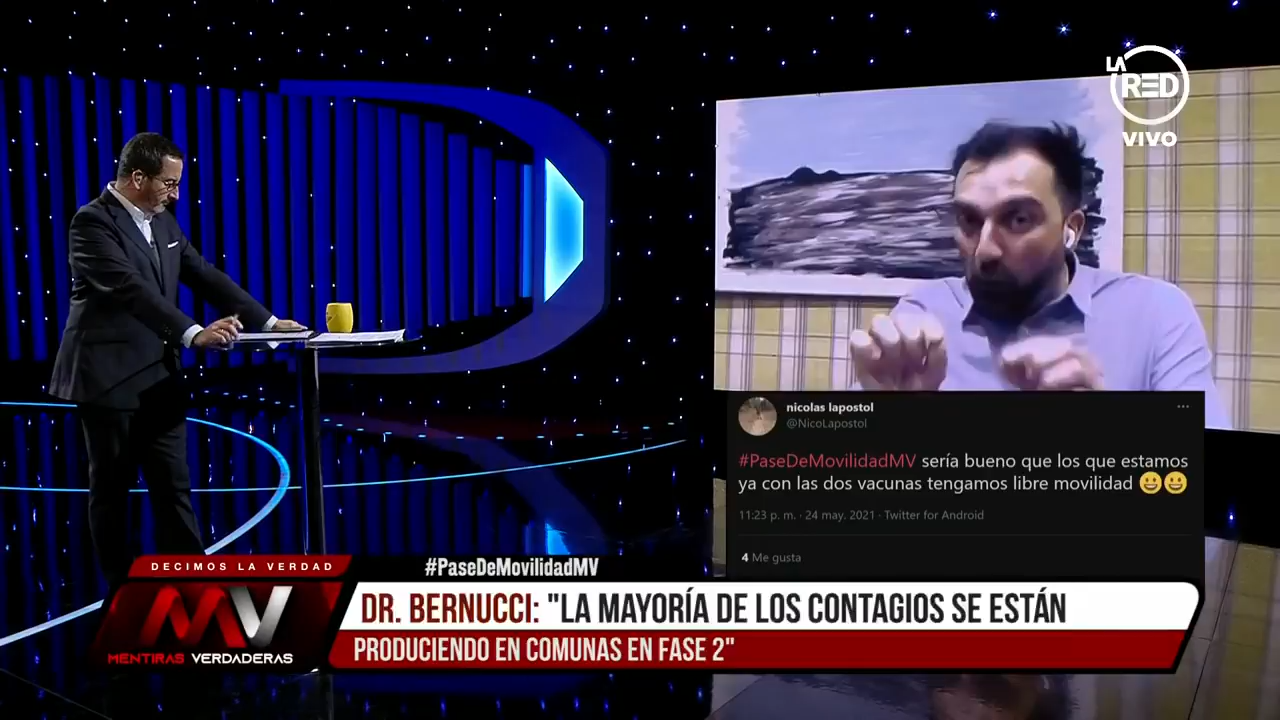 LA
RED
VIVO
nicolas lapostol
@NicoLapostol
#PaseDeMovilidadMV sería bueno que los que estamos
ya con las dos vacunas tengamos libre movilidad 😀😀
11:23 p. m. · 24 may. 2021 · Twitter for Android
4 Me gusta
DECIMOS LA VERDAD
#PaseDeMovilidadMV
MV
MENTIRAS VERDADERAS
DR. BERNUCCI: "LA MAYORÍA DE LOS CONTAGIOS SE ESTÁN
PRODUCIENDO EN COMUNAS EN FASE 2"